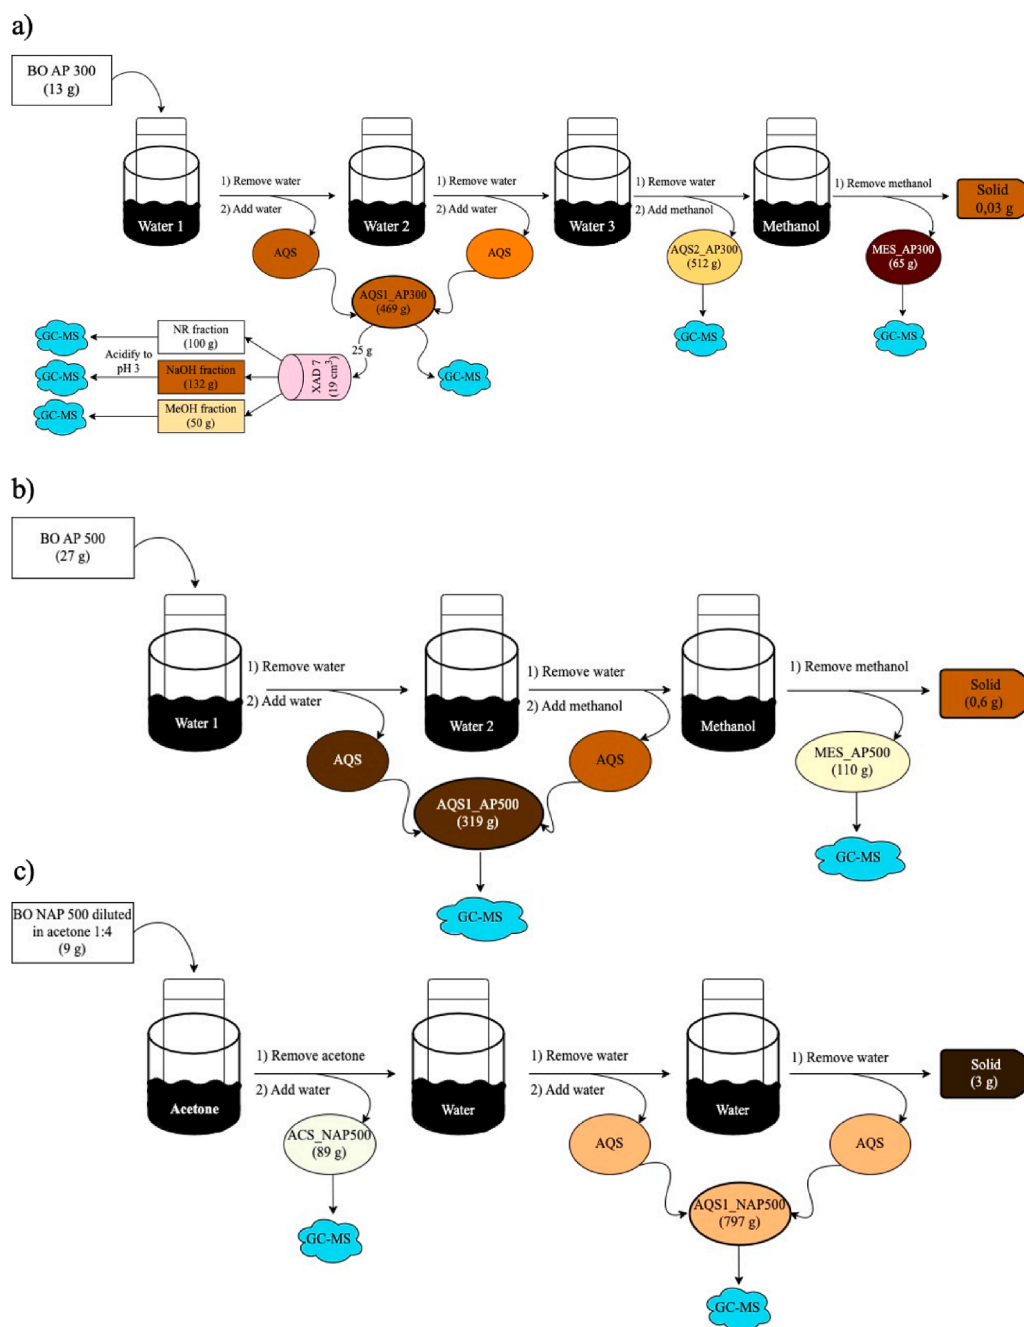 a)
BO AP 300
(13 g)
1) Remove water
2) Add water
1) Remove water
2) Add water
1) Remove water
2) Add methanol
1) Remove methanol
Solid
0,03 g
Water 1
Water 2
Water 3
Methanol
AQS
AQS
AQS2_AP300
(512 g)
MES_AP300
(65 g)
AQS1_AP300
(469 g)
25 g
GC-MS
GC-MS
GC-MS
XAD 7
(19 cm³)
NR fraction
(100 g)
GC-MS
Acidify to
pH 3
NaOH fraction
(132 g)
GC-MS
MeOH fraction
(50 g)
GC-MS
b)
BO AP 500
(27 g)
1) Remove water
2) Add water
1) Remove water
2) Add methanol
1) Remove methanol
Solid
(0,6 g)
Water 1
Water 2
Methanol
AQS
AQS
MES_AP500
(110 g)
AQS1_AP500
(319 g)
GC-MS
GC-MS
c)
BO NAP 500 diluted
in acetone 1:4
(9 g)
1) Remove acetone
2) Add water
1) Remove water
2) Add water
1) Remove water
Solid
(3 g)
Acetone
Water
Water
ACS_NAP500
(89 g)
AQS
AQS
GC-MS
AQS1_NAP500
(797 g)
GC-MS